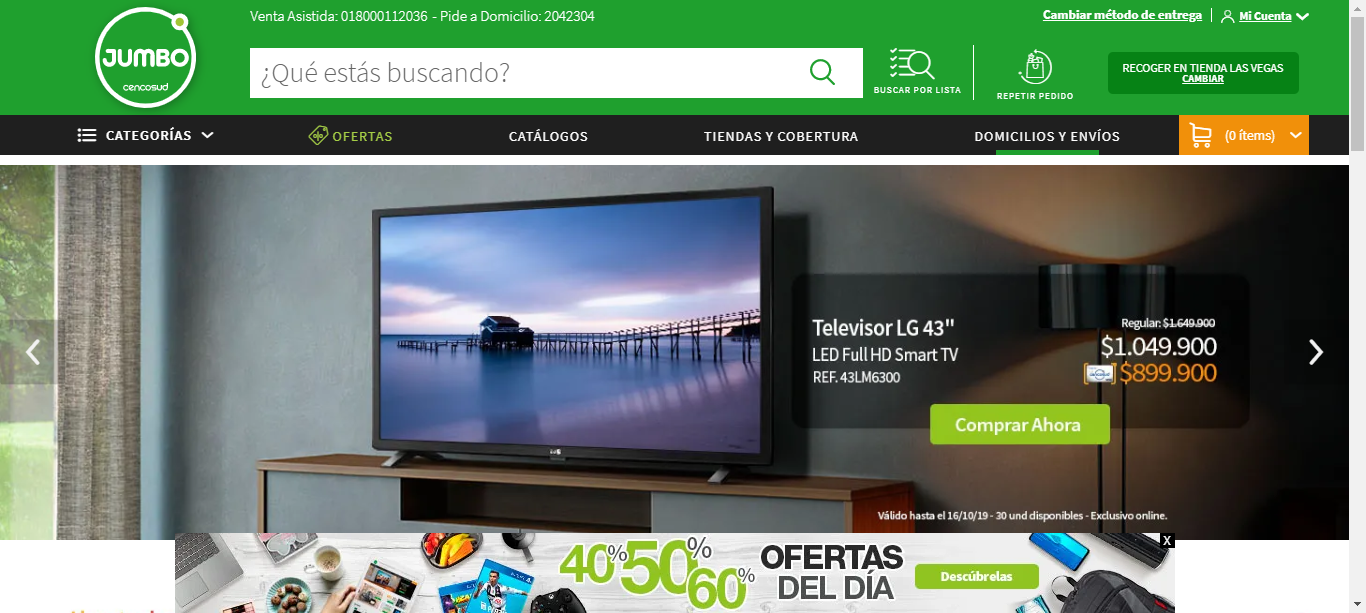 Venta Asistida: 018000112036 - Pide a Domicilio: 2042304
Cambiar método de entrega
Mi Cuenta
JUMBO
cencosud
¿Qué estás buscando?
BUSCAR POR LISTA
REPETIR PEDIDO
RECOGER EN TIENDA LAS VEGAS
CAMBIAR
CATEGORÍAS
OFERTAS
CATÁLOGOS
TIENDAS Y COBERTURA
DOMICILIOS Y ENVÍOS
(0 ítems)
Televisor LG 43"
LED Full HD Smart TV
REF. 43LM6300
Regular: $1.649.900
$1.049.900
$899.900
Comprar Ahora
Válido hasta el 16/10/19 - 30 und disponibles - Exclusivo online.
X
40% 50% 60%
OFERTAS
DEL DÍA
Descúbrelas